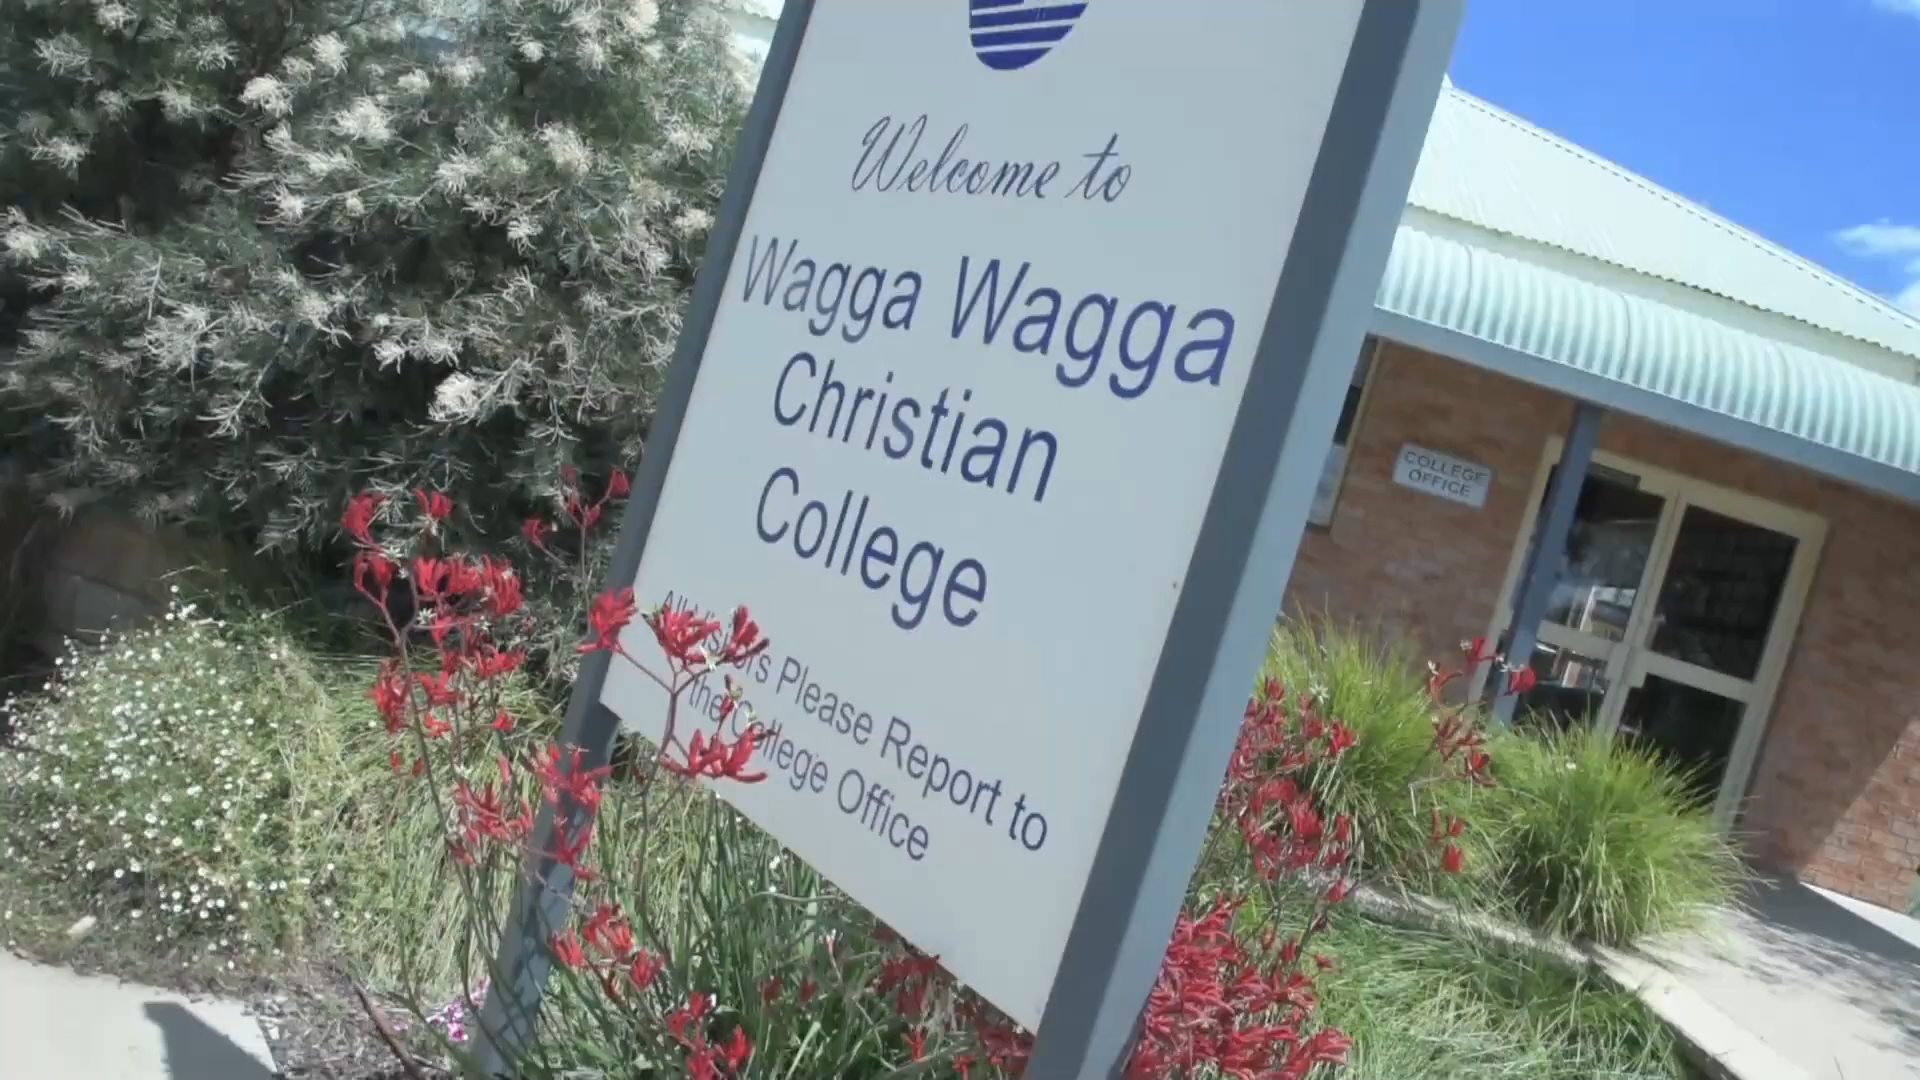 Welcome to
Wagga Wagga
Christian
College
All Visitors Please Report to
the College Office
COLLEGE
OFFICE